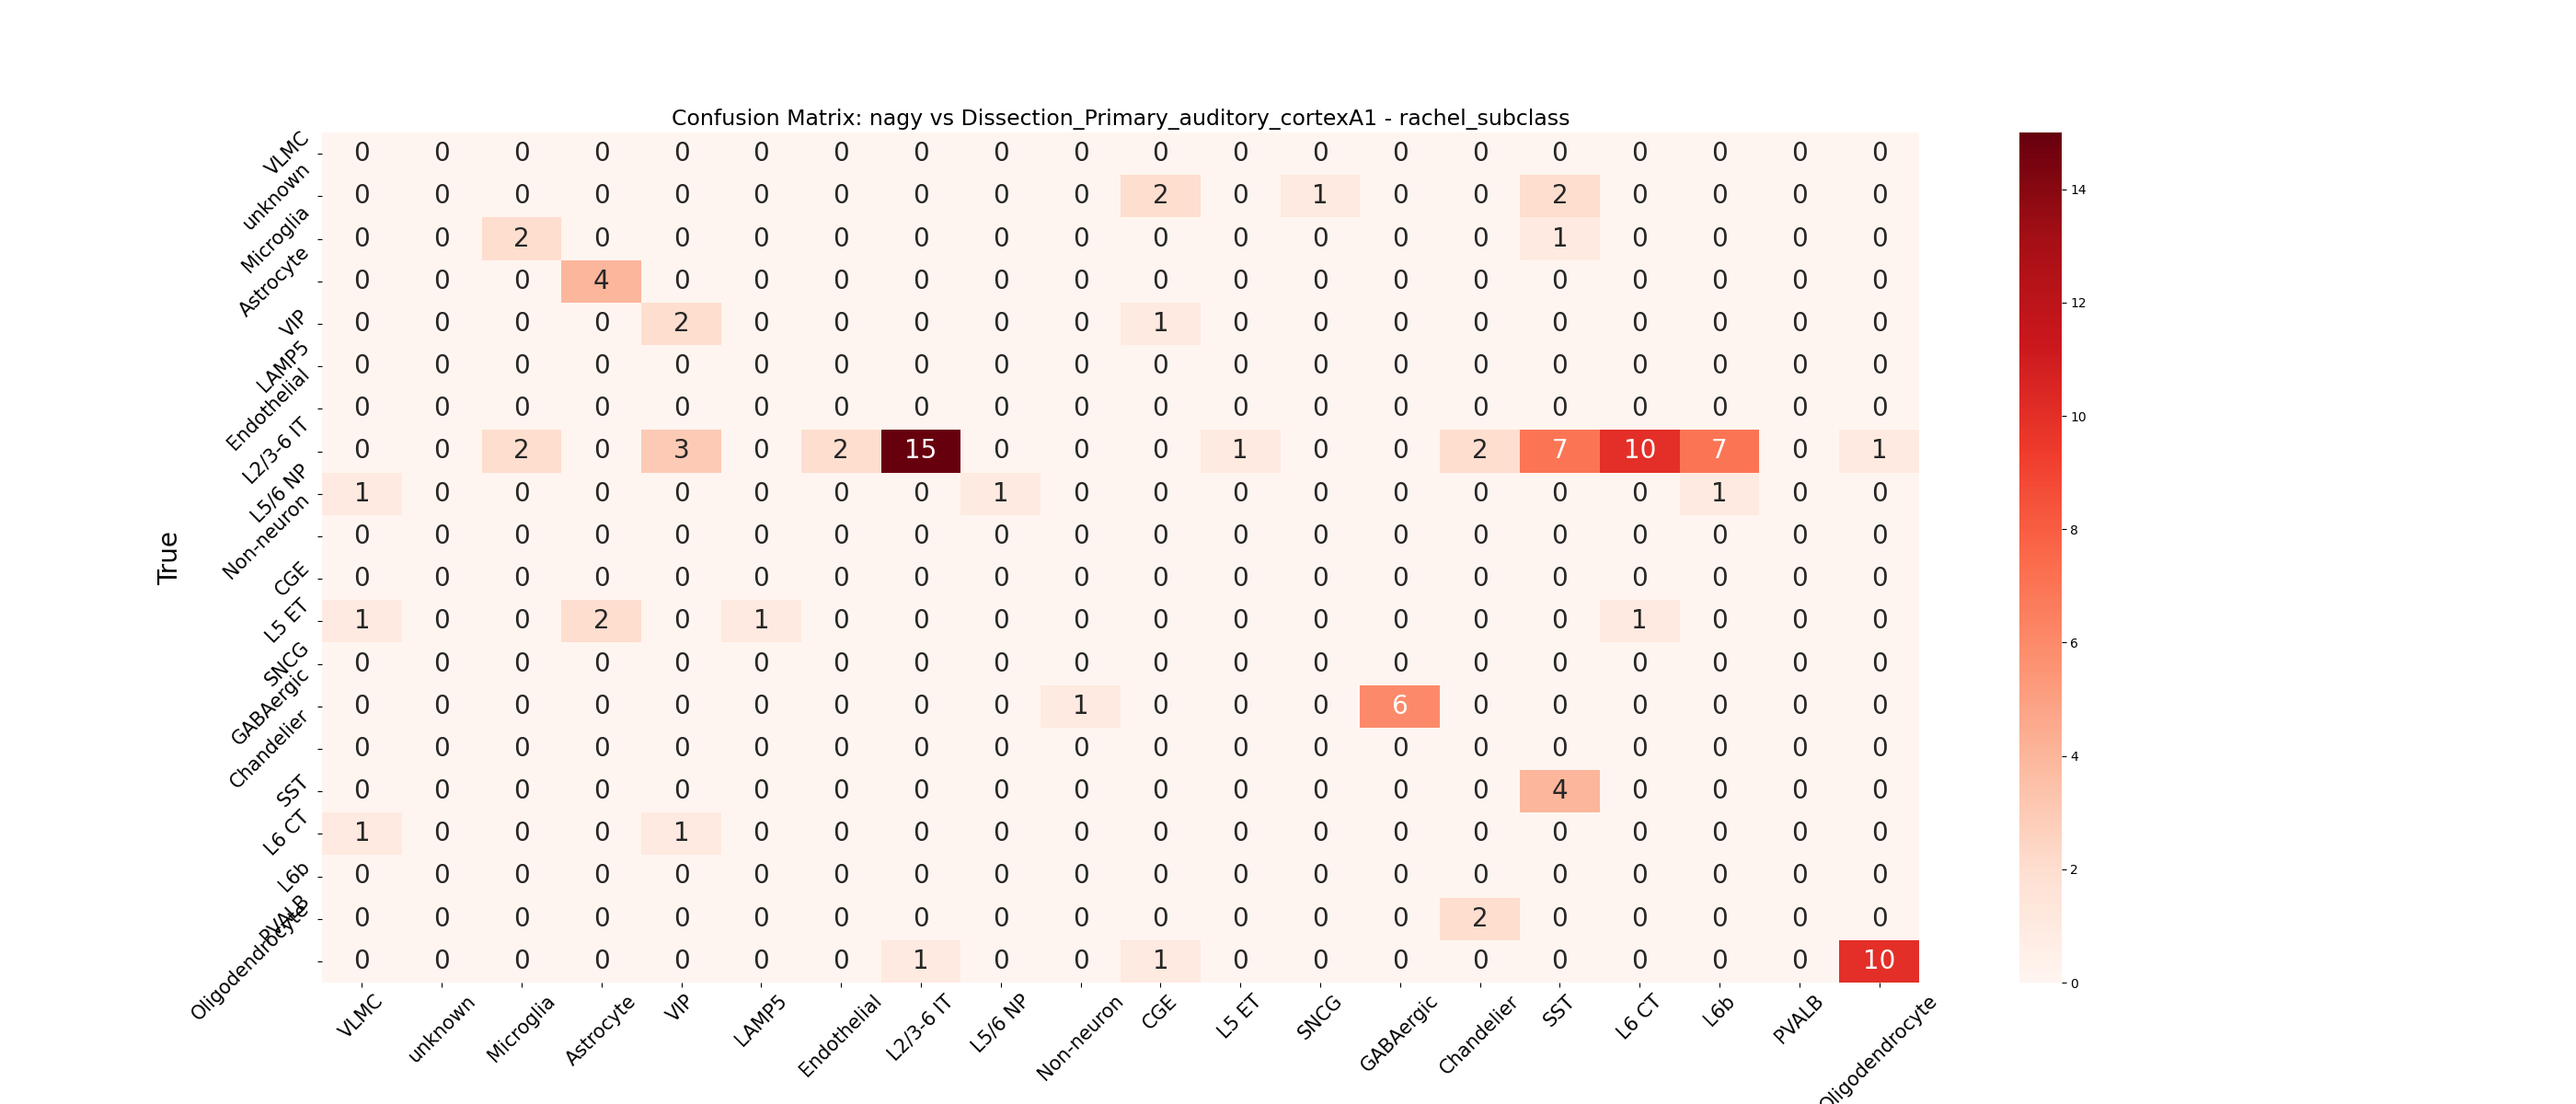 Confusion Matrix: nagy vs Dissection_Primary_auditory_cortexA1 - rachel_subclass
VLMC 0 0 0 0 0 0 0 0 0 0 0 0 0 0 0 0 0 0 0 0
unknown 0 0 0 0 0 0 0 0 0 0 2 0 1 0 0 2 0 0 0 0
Microglia 0 0 2 0 0 0 0 0 0 0 0 0 0 0 0 1 0 0 0 0
Astrocyte 0 0 0 4 0 0 0 0 0 0 0 0 0 0 0 0 0 0 0 0
VIP 0 0 0 0 2 0 0 0 0 0 1 0 0 0 0 0 0 0 0 0
LAMP5 0 0 0 0 0 0 0 0 0 0 0 0 0 0 0 0 0 0 0 0
Endothelial 0 0 0 0 0 0 0 0 0 0 0 0 0 0 0 0 0 0 0 0
L2/3-6 IT 0 0 2 0 3 0 2 15 0 0 0 1 0 0 2 7 10 7 0 1
L5/6 NP 1 0 0 0 0 0 0 0 1 0 0 0 0 0 0 0 0 1 0 0
Non-neuron 0 0 0 0 0 0 0 0 0 0 0 0 0 0 0 0 0 0 0 0
CGE 0 0 0 0 0 0 0 0 0 0 0 0 0 0 0 0 0 0 0 0
L5 ET 1 0 0 2 0 1 0 0 0 0 0 0 0 0 0 0 1 0 0 0
SNCG 0 0 0 0 0 0 0 0 0 0 0 0 0 0 0 0 0 0 0 0
GABAergic 0 0 0 0 0 0 0 0 0 1 0 0 0 6 0 0 0 0 0 0
Chandelier 0 0 0 0 0 0 0 0 0 0 0 0 0 0 0 0 0 0 0 0
SST 0 0 0 0 0 0 0 0 0 0 0 0 0 0 0 4 0 0 0 0
L6 CT 1 0 0 0 1 0 0 0 0 0 0 0 0 0 0 0 0 0 0 0
L6b 0 0 0 0 0 0 0 0 0 0 0 0 0 0 0 0 0 0 0 0
PVALB 0 0 0 0 0 0 0 0 0 0 0 0 0 0 2 0 0 0 0 0
Oligodendrocyte 0 0 0 0 0 0 0 1 0 0 1 0 0 0 0 0 0 0 0 10
True
VLMC unknown Microglia Astrocyte VIP LAMP5 Endothelial L2/3-6 IT L5/6 NP Non-neuron CGE L5 ET SNCG GABAergic Chandelier SST L6 CT L6b PVALB Oligodendrocyte
14
12
10
8
6
4
2
0